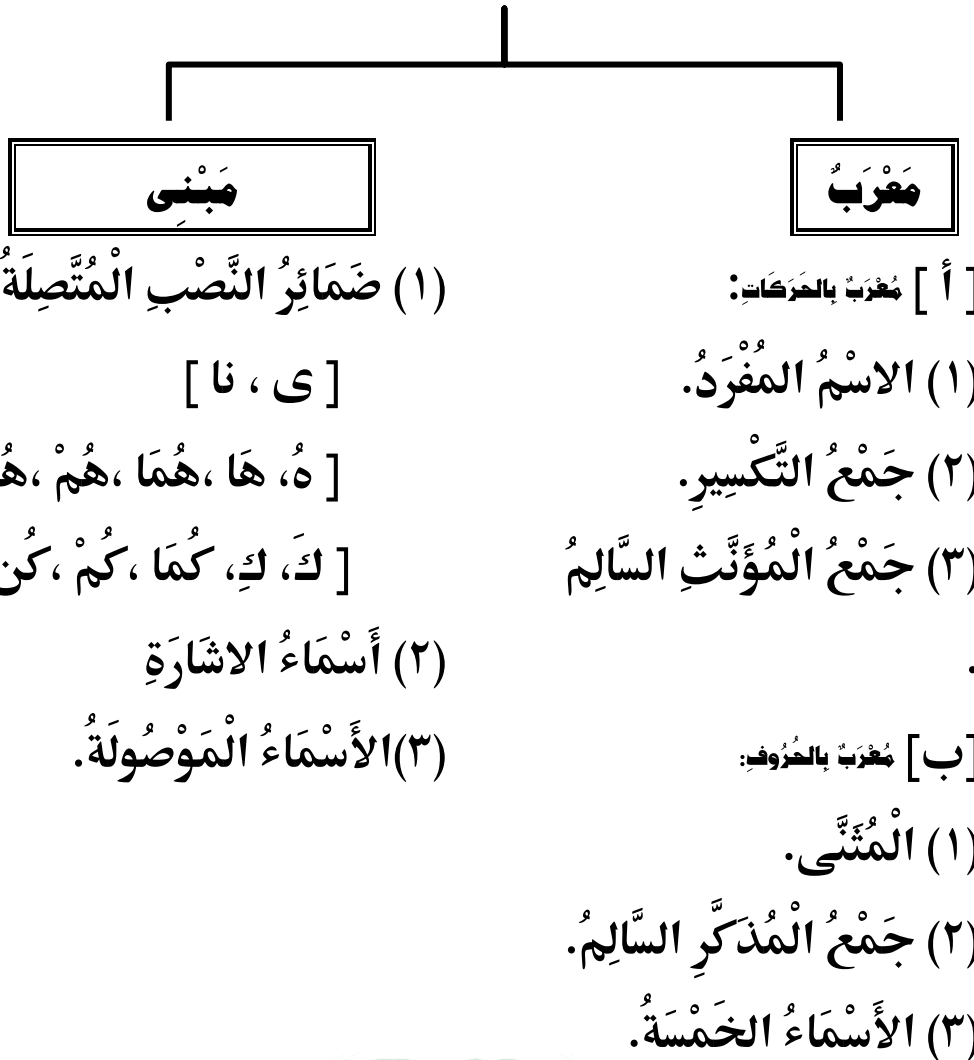 مَعْرَبٌ
[ أ ] مُعْرَبٌ بِالحَرَكَاتِ:
(١) الاسْمُ المُفْرَدُ.
(٢) جَمْعُ التَّكْسِيرِ.
(٣) جَمْعُ الْمُؤَنَّثِ السَّالِمُ
.
[ب] مُعْرَبٌ بِالحُرُوفِ:
(١) الْمُثَنَّى.
(٢) جَمْعُ الْمُذَكَّرِ السَّالِمُ.
(٣) الأَسْمَاءُ الخَمْسَةُ.
مَبْنِى
(١) ضَمَائِرُ النَّصْبِ الْمُتَّصِلَةُ
[ ى ، نا ]
[ هُ، هَا ،هُمَا ،هُمْ ،
[ كَ، كِ، كُمَا ،كُمْ ،
(٢) أَسْمَاءُ الاشَارَةِ
(٣)الأَسْمَاءُ الْمَوْصُولَةُ.